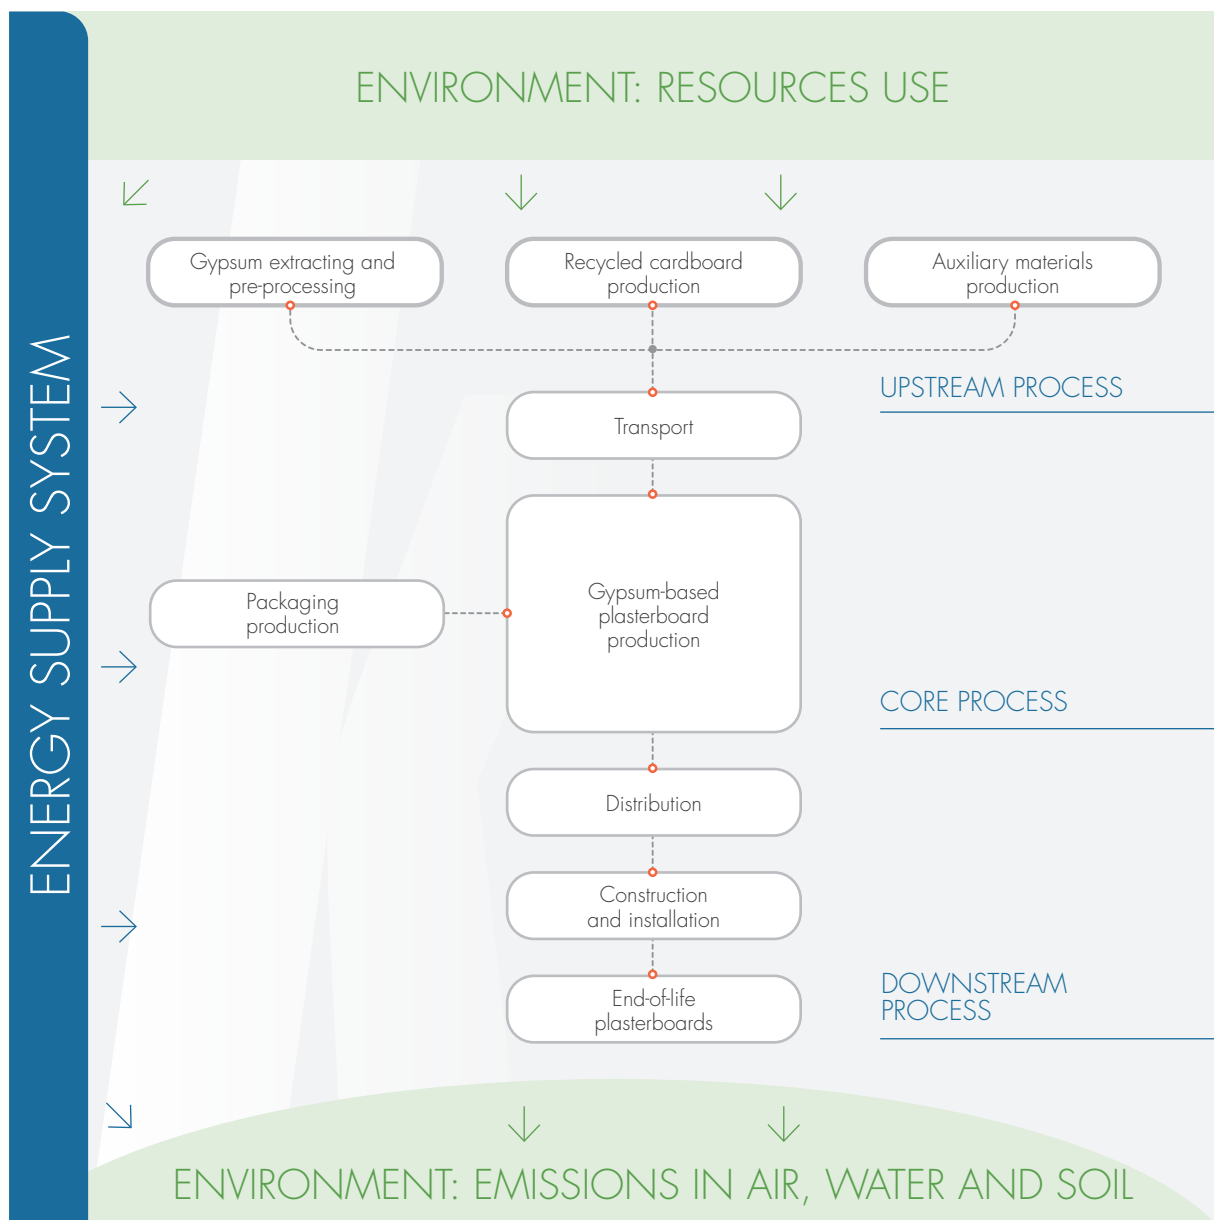 ENVIRONMENT: RESOURCES USE
ENERGY SUPPLY SYSTEM
Gypsum extracting and
pre-processing
Recycled cardboard
production
Auxiliary materials
production
UPSTREAM PROCESS
Transport
Packaging
production
Gypsum-based
plasterboard
production
CORE PROCESS
Distribution
Construction
and installation
End-of-life
plasterboards
DOWNSTREAM
PROCESS
ENVIRONMENT: EMISSIONS IN AIR, WATER AND SOIL